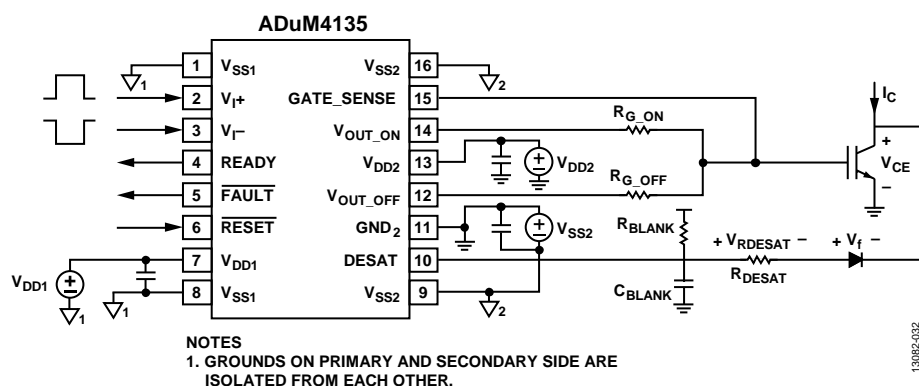 ADuM4135
1 VSS1
2 VI+
3 VI−
4 READY
5 FAULT
6 RESET
7 VDD1
8 VSS1
VSS2 16
GATE_SENSE 15
VOUT_ON 14
VDD2 13
VOUT_OFF 12
GND2 11
DESAT 10
VSS2 9
1
2
VDD1
+
−
1
1
RG_ON
+
−
VDD2
RG_OFF
+
−
VSS2
2
RBLANK
CBLANK
+ VRDESAT −
RDESAT
+ Vf −
IC
+
VCE
−
NOTES
1. GROUNDS ON PRIMARY AND SECONDARY SIDE ARE
ISOLATED FROM EACH OTHER.
13082-032